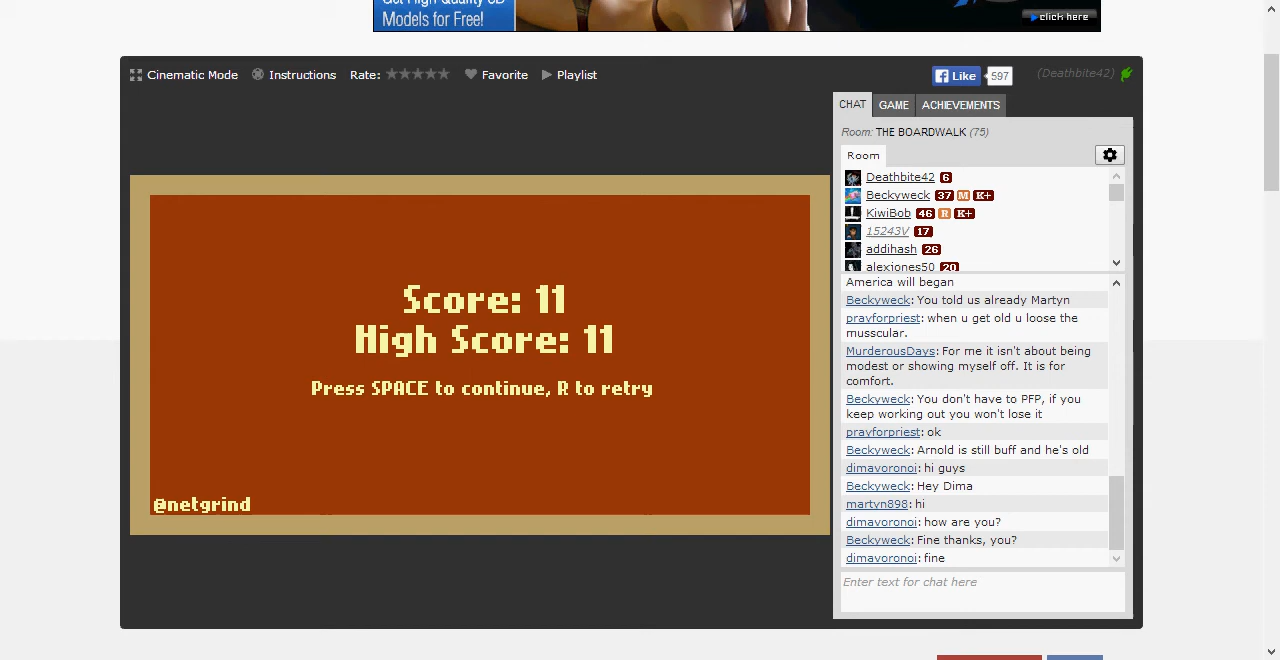 Get High Quality 3D
Models for Free!
click here
Cinematic Mode Instructions Rate: Favorite Playlist
Like 597 (Deathbite42)
CHAT GAME ACHIEVEMENTS
Room: THE BOARDWALK (75)
Room
Deathbite42 6
Beckyweck 37 M K+
KiwiBob 46 R K+
15243V 17
addihash 26
alexjones50 20
America will began
Beckyweck: You told us already Martyn
prayforpriest: when u get old u loose the
musscular.
MurderousDays: For me it isn't about being
modest or showing myself off. It is for
comfort.
Beckyweck: You don't have to PFP, if you
keep working out you won't lose it
prayforpriest: ok
Beckyweck: Arnold is still buff and he's old
dimavoronoi: hi guys
Beckyweck: Hey Dima
martyn898: hi
dimavoronoi: how are you?
Beckyweck: Fine thanks, you?
dimavoronoi: fine
Enter text for chat here
Score: 11
High Score: 11
Press SPACE to continue, R to retry
@netgrind